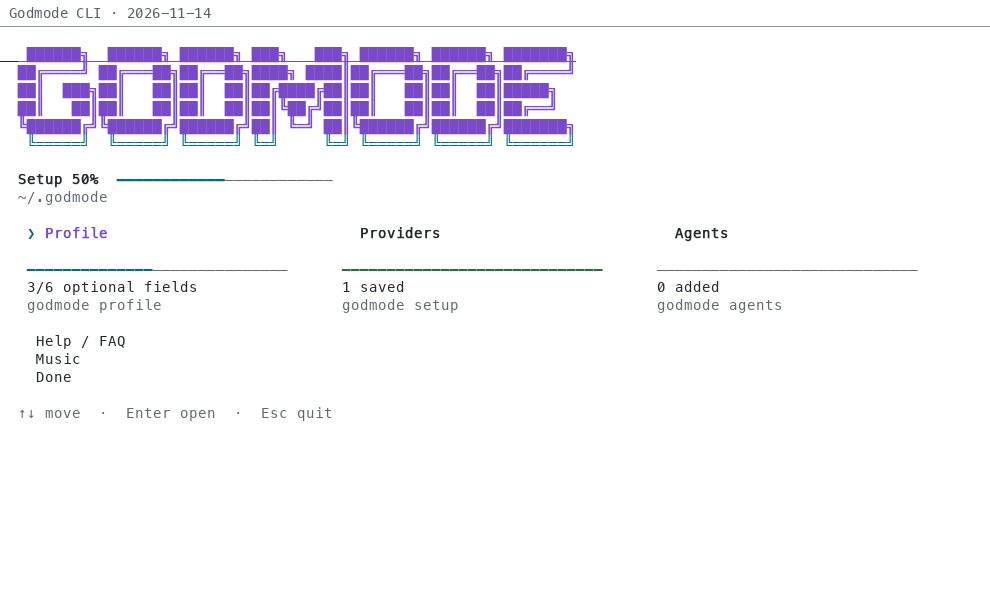 Godmode CLI · 2026-11-14
GODMODE
Setup 50%
~/.godmode
❯ Profile Providers Agents
3/6 optional fields 1 saved 0 added
godmode profile godmode setup godmode agents
Help / FAQ
Music
Done
↑↓ move · Enter open · Esc quit